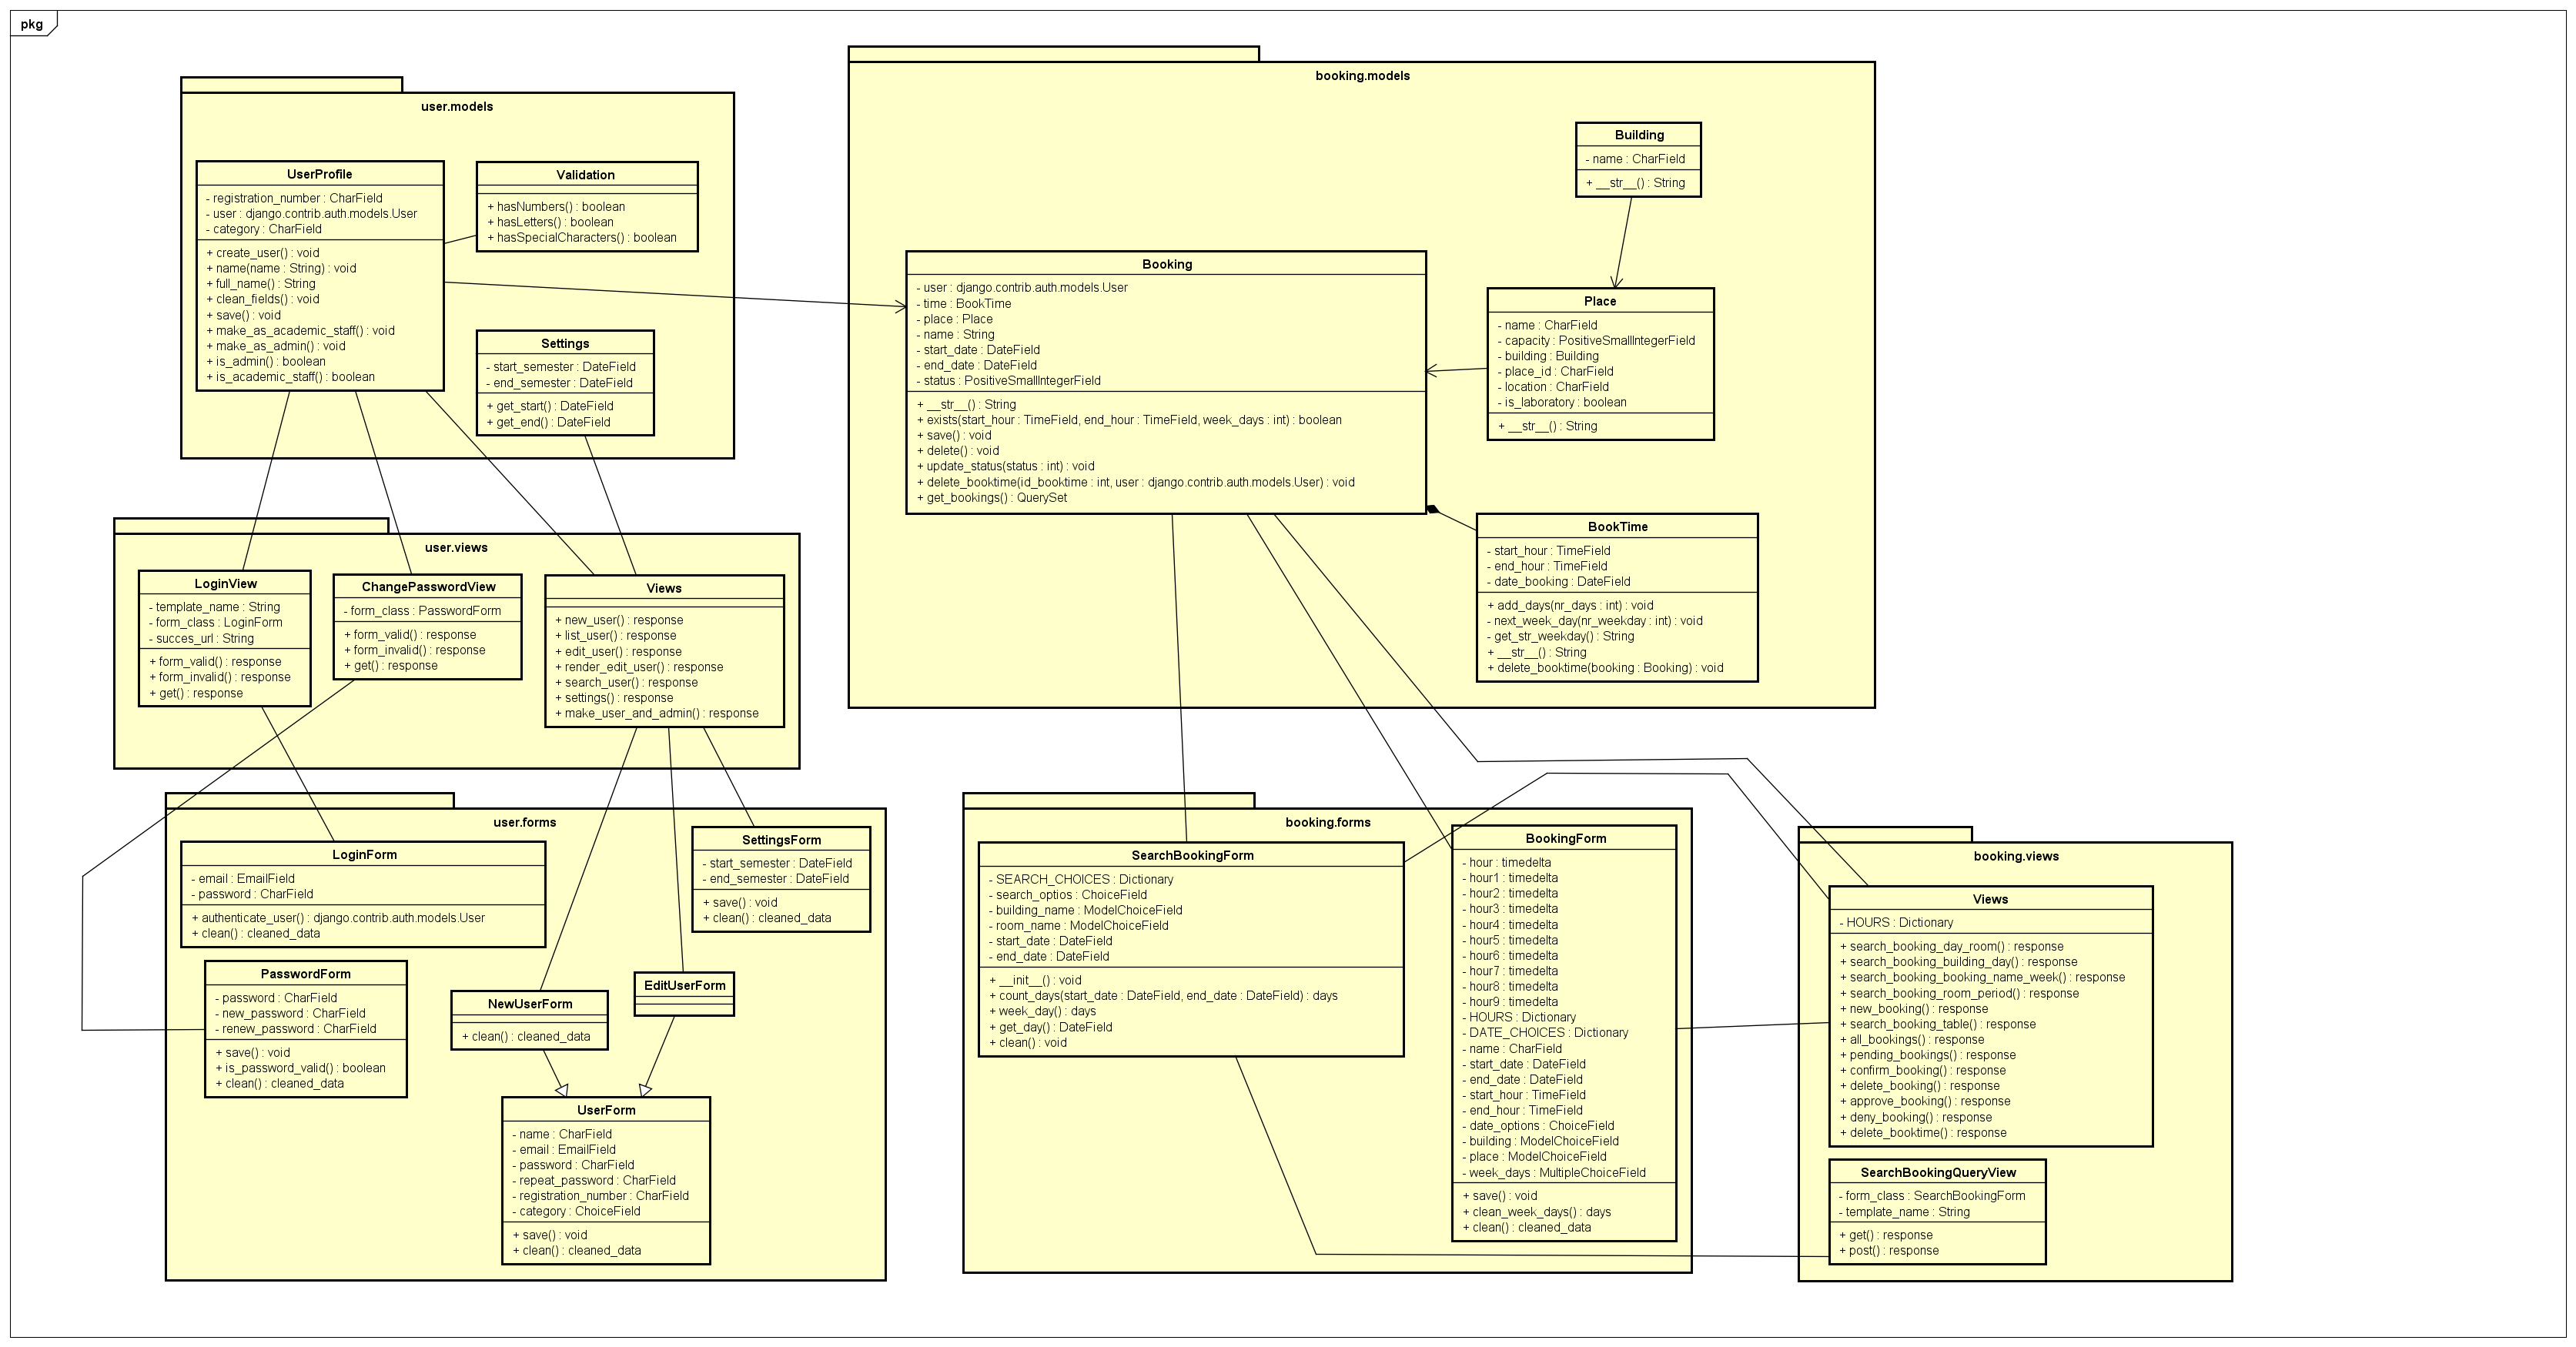 pkg
user.models
UserProfile
- registration_number : CharField
- user : django.contrib.auth.models.User
- category : CharField
+ create_user() : void
+ name(name : String) : void
+ full_name() : String
+ clean_fields() : void
+ save() : void
+ make_as_academic_staff() : void
+ make_as_admin() : void
+ is_admin() : boolean
+ is_academic_staff() : boolean
Validation
+ hasNumbers() : boolean
+ hasLetters() : boolean
+ hasSpecialCharacters() : boolean
Settings
- start_semester : DateField
- end_semester : DateField
+ get_start() : DateField
+ get_end() : DateField
booking.models
Building
- name : CharField
+ __str__() : String
Booking
- user : django.contrib.auth.models.User
- time : BookTime
- place : Place
- name : String
- start_date : DateField
- end_date : DateField
- status : PositiveSmallIntegerField
+ __str__() : String
+ exists(start_hour : TimeField, end_hour : TimeField, week_days : int) : boolean
+ save() : void
+ delete() : void
+ update_status(status : int) : void
+ delete_booktime(id_booktime : int, user : django.contrib.auth.models.User) : void
+ get_bookings() : QuerySet
Place
- name : CharField
- capacity : PositiveSmallIntegerField
- building : Building
- place_id : CharField
- location : CharField
- is_laboratory : boolean
+ __str__() : String
BookTime
- start_hour : TimeField
- end_hour : TimeField
- date_booking : DateField
+ add_days(nr_days : int) : void
- next_week_day(nr_weekday : int) : void
- get_str_weekday() : String
+ __str__() : String
+ delete_booktime(booking : Booking) : void
user.views
LoginView
- template_name : String
- form_class : LoginForm
- succes_url : String
+ form_valid() : response
+ form_invalid() : response
+ get() : response
ChangePasswordView
- form_class : PasswordForm
+ form_valid() : response
+ form_invalid() : response
+ get() : response
Views
+ new_user() : response
+ list_user() : response
+ edit_user() : response
+ render_edit_user() : response
+ search_user() : response
+ settings() : response
+ make_user_and_admin() : response
user.forms
LoginForm
- email : EmailField
- password : CharField
+ authenticate_user() : django.contrib.auth.models.User
+ clean() : cleaned_data
SettingsForm
- start_semester : DateField
- end_semester : DateField
+ save() : void
+ clean() : cleaned_data
PasswordForm
- password : CharField
- new_password : CharField
- renew_password : CharField
+ save() : void
+ is_password_valid() : boolean
+ clean() : cleaned_data
NewUserForm
+ clean() : cleaned_data
EditUserForm
UserForm
- name : CharField
- email : EmailField
- password : CharField
- repeat_password : CharField
- registration_number : CharField
- category : ChoiceField
+ save() : void
+ clean() : cleaned_data
booking.forms
SearchBookingForm
- SEARCH_CHOICES : Dictionary
- search_optios : ChoiceField
- building_name : ModelChoiceField
- room_name : ModelChoiceField
- start_date : DateField
- end_date : DateField
+ __init__() : void
+ count_days(start_date : DateField, end_date : DateField) : days
+ week_day() : days
+ get_day() : DateField
+ clean() : void
BookingForm
- hour : timedelta
- hour1 : timedelta
- hour2 : timedelta
- hour3 : timedelta
- hour4 : timedelta
- hour5 : timedelta
- hour6 : timedelta
- hour7 : timedelta
- hour8 : timedelta
- hour9 : timedelta
- HOURS : Dictionary
- DATE_CHOICES : Dictionary
- name : CharField
- start_date : DateField
- end_date : DateField
- start_hour : TimeField
- end_hour : TimeField
- date_options : ChoiceField
- building : ModelChoiceField
- place : ModelChoiceField
- week_days : MultipleChoiceField
+ save() : void
+ clean_week_days() : days
+ clean() : cleaned_data
booking.views
Views
- HOURS : Dictionary
+ search_booking_day_room() : response
+ search_booking_building_day() : response
+ search_booking_booking_name_week() : response
+ search_booking_room_period() : response
+ new_booking() : response
+ search_booking_table() : response
+ all_bookings() : response
+ pending_bookings() : response
+ confirm_booking() : response
+ delete_booking() : response
+ approve_booking() : response
+ deny_booking() : response
+ delete_booktime() : response
SearchBookingQueryView
- form_class : SearchBookingForm
- template_name : String
+ get() : response
+ post() : response